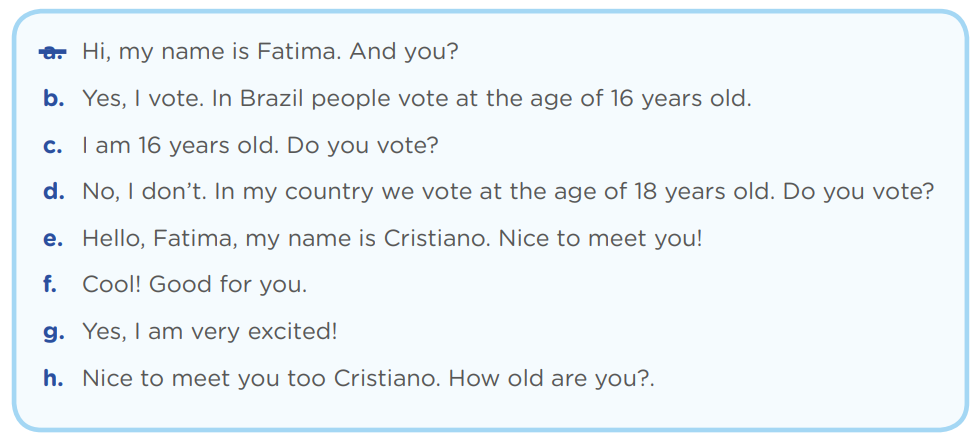 a. Hi, my name is Fatima. And you?
b. Yes, I vote. In Brazil people vote at the age of 16 years old.
c. I am 16 years old. Do you vote?
d. No, I don’t. In my country we vote at the age of 18 years old. Do you vote?
e. Hello, Fatima, my name is Cristiano. Nice to meet you!
f. Cool! Good for you.
g. Yes, I am very excited!
h. Nice to meet you too Cristiano. How old are you?.